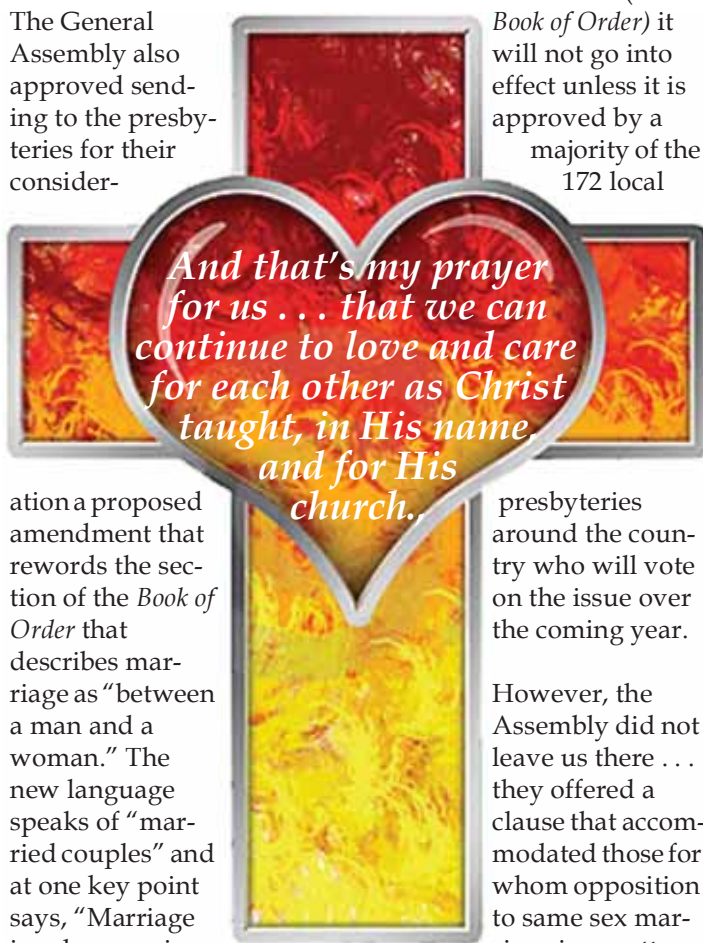 The General
Assembly also
approved send-
ing to the presby-
teries for their
consider-
ation a proposed
amendment that
rewords the sec-
tion of the Book of
Order that
describes mar-
riage as “between
a man and a
woman.” The
new language
speaks of “mar-
ried couples” and
at one key point
says, “Marriage
And that’s my prayer
for us . . . that we can
continue to love and care
for each other as Christ
taught, in His name,
and for His
church.,
Book of Order) it
will not go into
effect unless it is
approved by a
majority of the
172 local
presbyteries
around the coun-
try who will vote
on the issue over
the coming year.
However, the
Assembly did not
leave us there . . .
they offered a
clause that accom-
modated those for
whom opposition
to same sex mar-